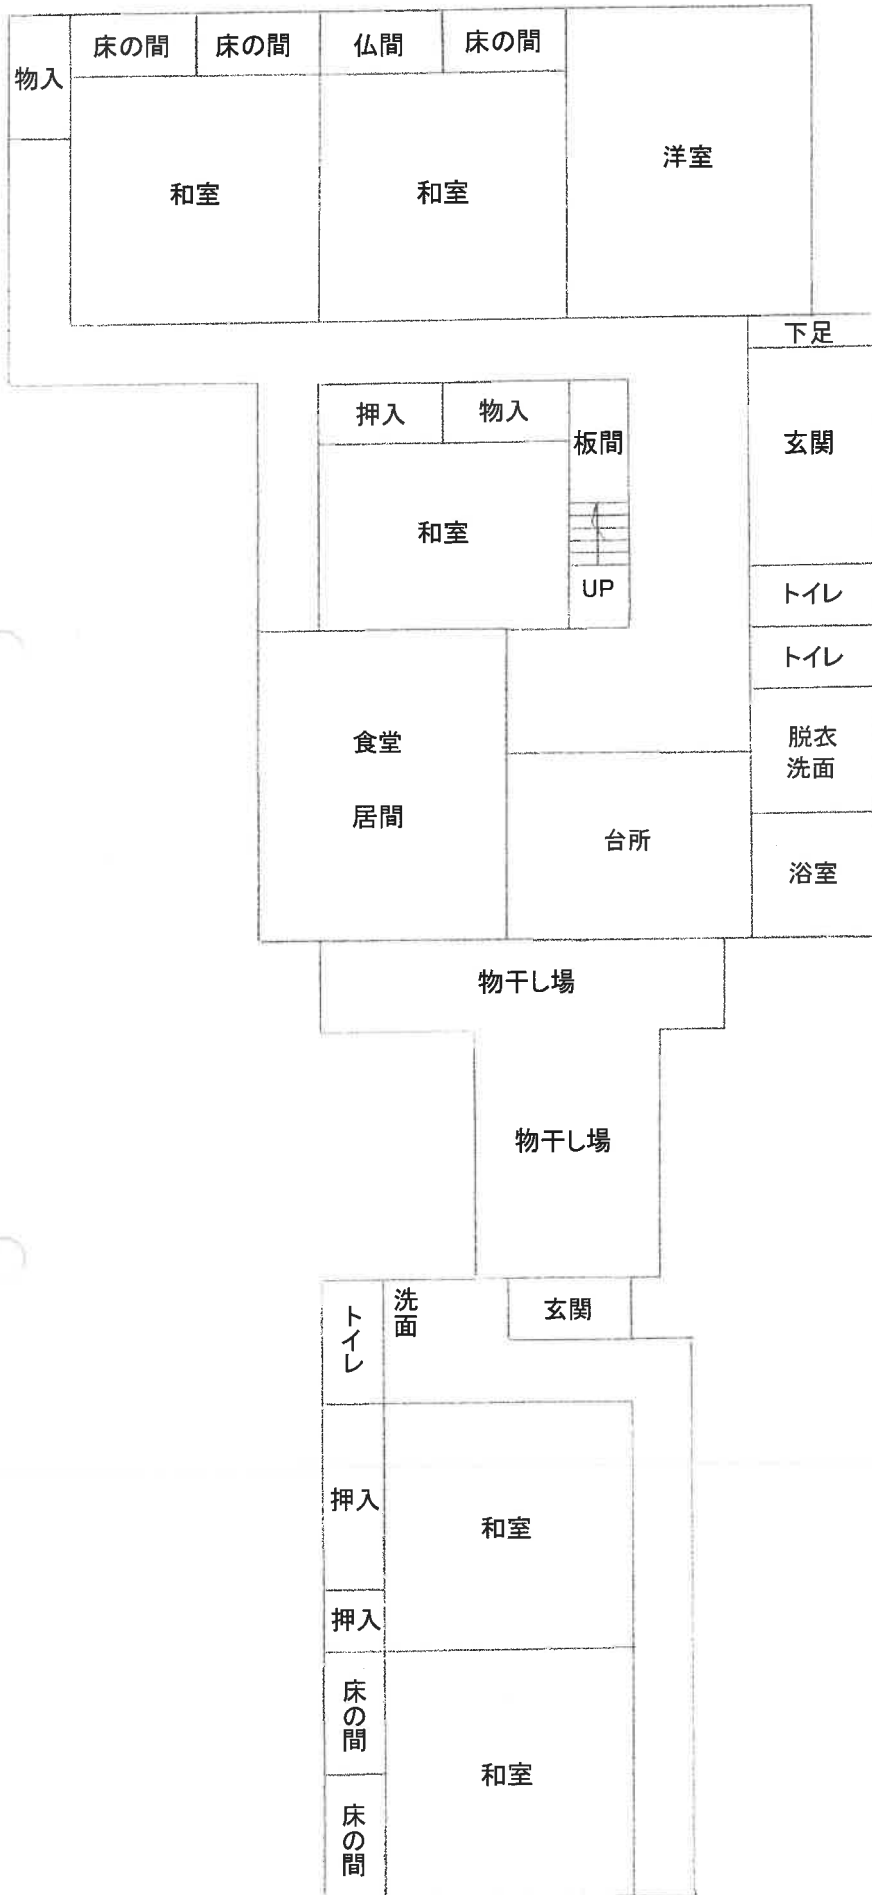 床の間
床の間
仏間
床の間
物入
洋室
和室
和室
下足
押入
物入
板間
玄関
和室
UP
トイレ
トイレ
食堂
脱衣
洗面
居間
台所
浴室
物干し場
物干し場
トイレ
洗面
玄関
押入
和室
押入
床の間
和室
床の間